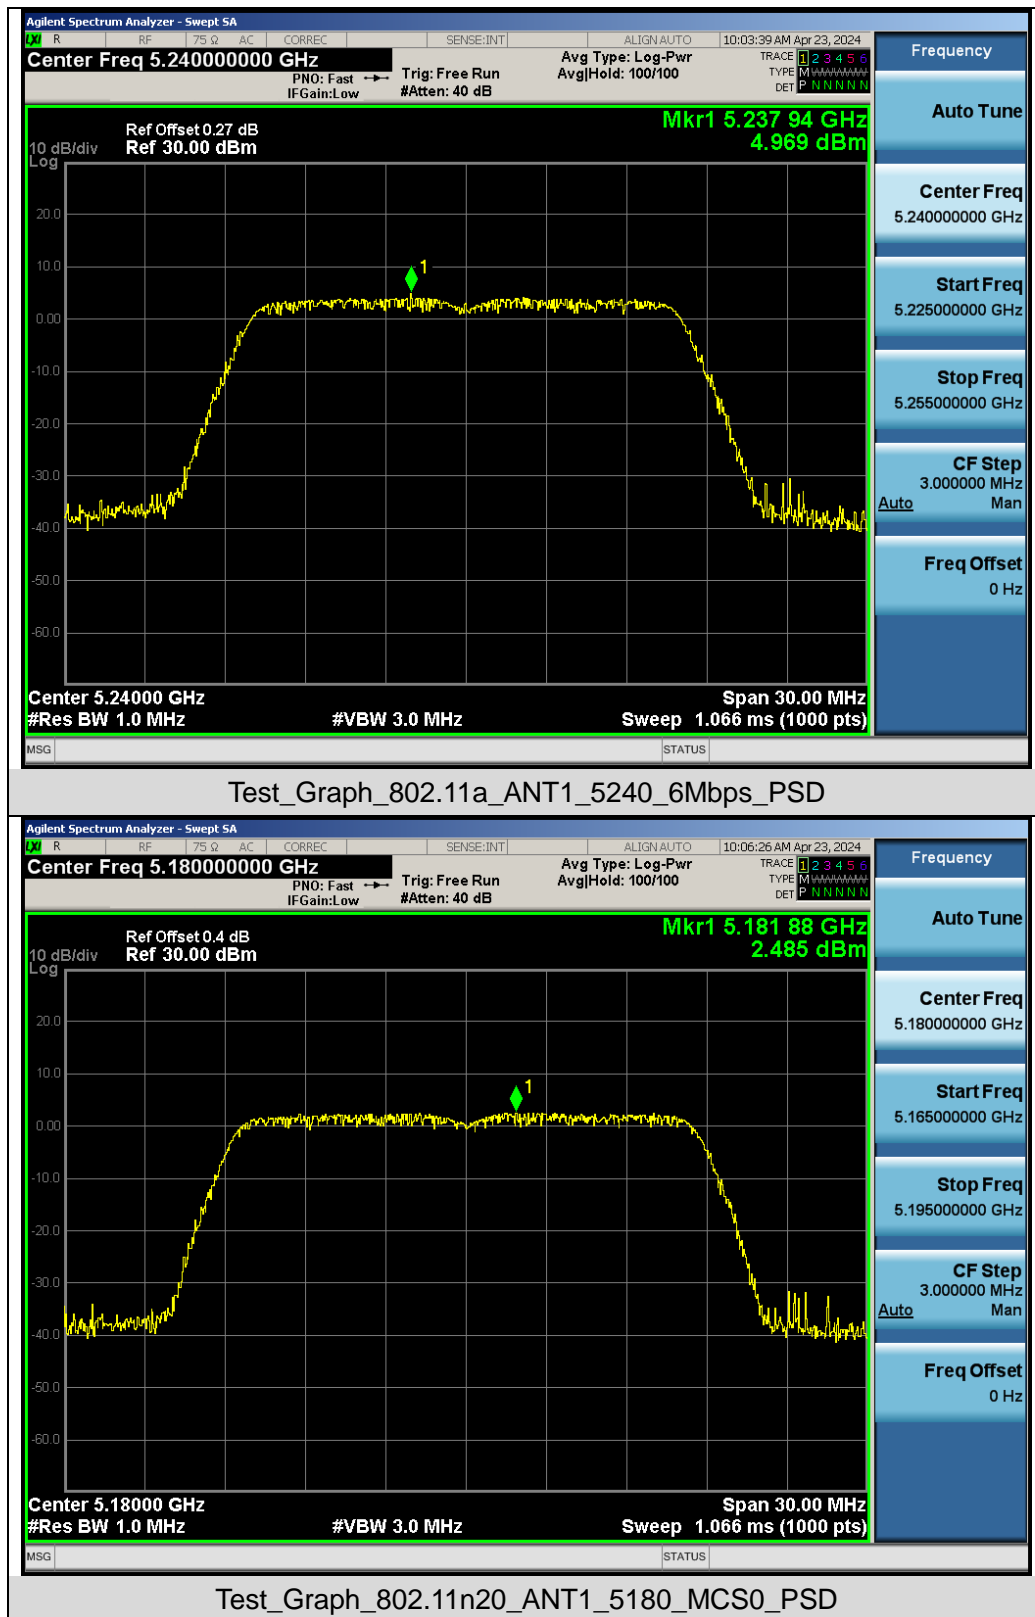 Agilent Spectrum Analyzer - Swept SA
LXI R RF 75 Ω AC CORREC SENSE:INT ALIGN AUTO 10:03:39 AM Apr 23, 2024
Center Freq 5.240000000 GHz
PNO: Fast
IFGain:Low
Trig: Free Run
#Atten: 40 dB
Avg Type: Log-Pwr
Avg|Hold: 100/100
TRACE 1 2 3 4 5 6
TYPE M WWWWW
DET P N N N N N
Frequency
Mkr1 5.237 94 GHz
4.969 dBm
Ref Offset 0.27 dB
10 dB/div Ref 30.00 dBm
Log
20.0
10.0
0.00
-10.0
-20.0
-30.0
-40.0
-50.0
-60.0
1
Center 5.24000 GHz Span 30.00 MHz
#Res BW 1.0 MHz #VBW 3.0 MHz Sweep 1.066 ms (1000 pts)
Auto Tune
Center Freq
5.240000000 GHz
Start Freq
5.225000000 GHz
Stop Freq
5.255000000 GHz
CF Step
3.000000 MHz
Auto Man
Freq Offset
0 Hz
MSG STATUS
Test_Graph_802.11a_ANT1_5240_6Mbps_PSD
Agilent Spectrum Analyzer - Swept SA
LXI R RF 75 Ω AC CORREC SENSE:INT ALIGN AUTO 10:06:26 AM Apr 23, 2024
Center Freq 5.180000000 GHz
PNO: Fast
IFGain:Low
Trig: Free Run
#Atten: 40 dB
Avg Type: Log-Pwr
Avg|Hold: 100/100
TRACE 1 2 3 4 5 6
TYPE M WWWWW
DET P N N N N N
Frequency
Mkr1 5.181 88 GHz
2.485 dBm
Ref Offset 0.4 dB
10 dB/div Ref 30.00 dBm
Log
20.0
10.0
0.00
-10.0
-20.0
-30.0
-40.0
-50.0
-60.0
1
Center 5.18000 GHz Span 30.00 MHz
#Res BW 1.0 MHz #VBW 3.0 MHz Sweep 1.066 ms (1000 pts)
Auto Tune
Center Freq
5.180000000 GHz
Start Freq
5.165000000 GHz
Stop Freq
5.195000000 GHz
CF Step
3.000000 MHz
Auto Man
Freq Offset
0 Hz
MSG STATUS
Test_Graph_802.11n20_ANT1_5180_MCS0_PSD